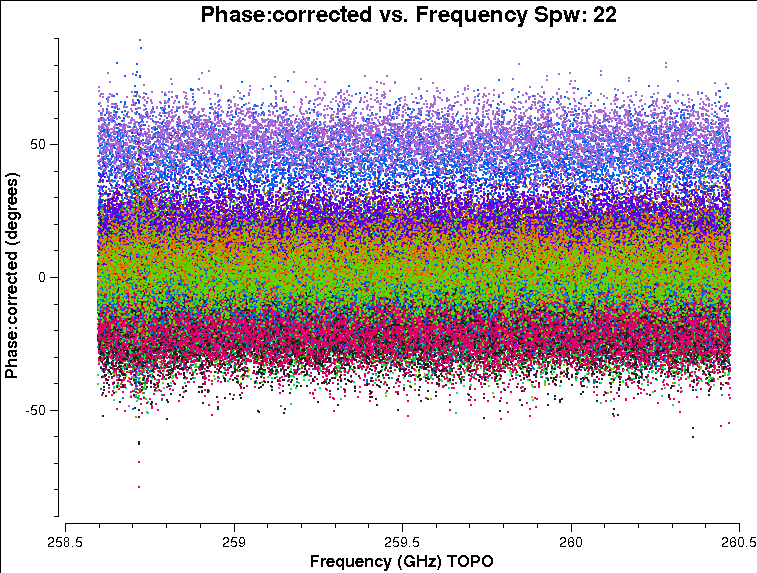 Phase:corrected vs. Frequency Spw: 22
Phase:corrected (degrees)
50
0
-50
258.5 259 259.5 260 260.5
Frequency (GHz) TOPO